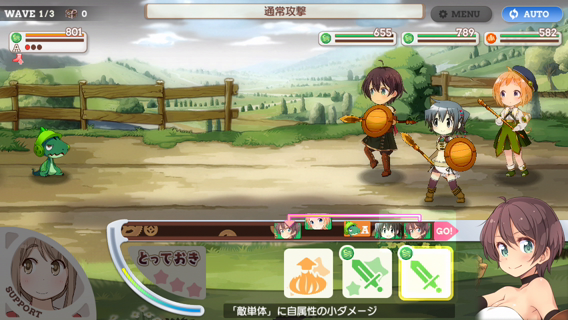 WAVE 1/3 0
通常攻撃
MENU
AUTO
801
A
655
789
582
A
GO!
とっておき
SUPPORT
「敵単体」に自属性の小ダメージ